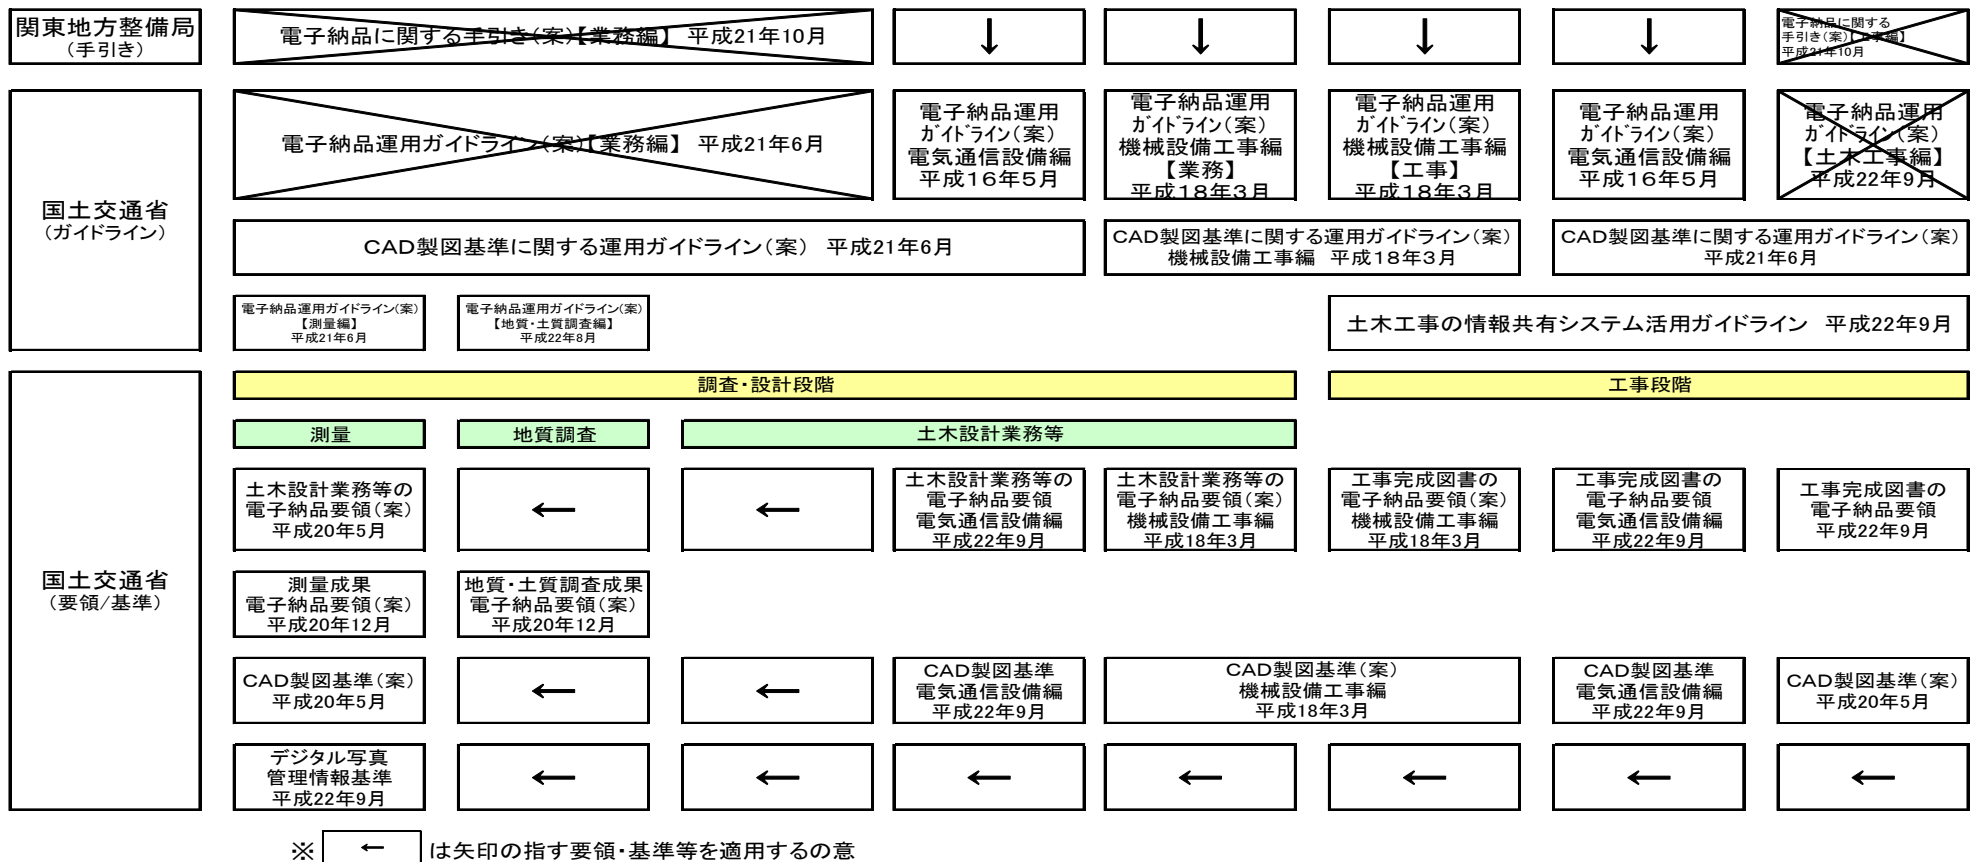 関東地方整備局
(手引き)
電子納品に関する手引き(案)【業務編】 平成21年10月
↓
↓
↓
↓
電子納品に関する
手引き(案)【工事編】
平成21年10月
国土交通省
(ガイドライン)
電子納品運用ガイドライン(案)【業務編】 平成21年6月
電子納品運用
ガイドライン(案)
電気通信設備編
平成16年5月
電子納品運用
ガイドライン(案)
機械設備工事編
【業務】
平成18年3月
電子納品運用
ガイドライン(案)
機械設備工事編
【工事】
平成18年3月
電子納品運用
ガイドライン(案)
電気通信設備編
平成16年5月
電子納品運用
ガイドライン(案)
【土木工事編】
平成22年9月
CAD製図基準に関する運用ガイドライン(案) 平成21年6月
CAD製図基準に関する運用ガイドライン(案)
機械設備工事編 平成18年3月
CAD製図基準に関する運用ガイドライン(案)
平成21年6月
電子納品運用ガイドライン(案)
【測量編】
平成21年6月
電子納品運用ガイドライン(案)
【地質・土質調査編】
平成22年8月
土木工事の情報共有システム活用ガイドライン 平成22年9月
国土交通省
(要領/基準)
調査・設計段階
工事段階
測量
地質調査
土木設計業務等
土木設計業務等の
電子納品要領(案)
平成20年5月
←
←
土木設計業務等の
電子納品要領
電気通信設備編
平成22年9月
土木設計業務等の
電子納品要領(案)
機械設備工事編
平成18年3月
工事完成図書の
電子納品要領(案)
機械設備工事編
平成18年3月
工事完成図書の
電子納品要領
電気通信設備編
平成22年9月
工事完成図書の
電子納品要領
平成22年9月
測量成果
電子納品要領(案)
平成20年12月
地質・土質調査成果
電子納品要領(案)
平成20年12月
CAD製図基準(案)
平成20年5月
←
←
CAD製図基準
電気通信設備編
平成22年9月
CAD製図基準(案)
機械設備工事編
平成18年3月
CAD製図基準
電気通信設備編
平成22年9月
CAD製図基準(案)
平成20年5月
デジタル写真
管理情報基準
平成22年9月
←
←
←
←
←
←
←
※ ← は矢印の指す要領・基準等を適用するの意